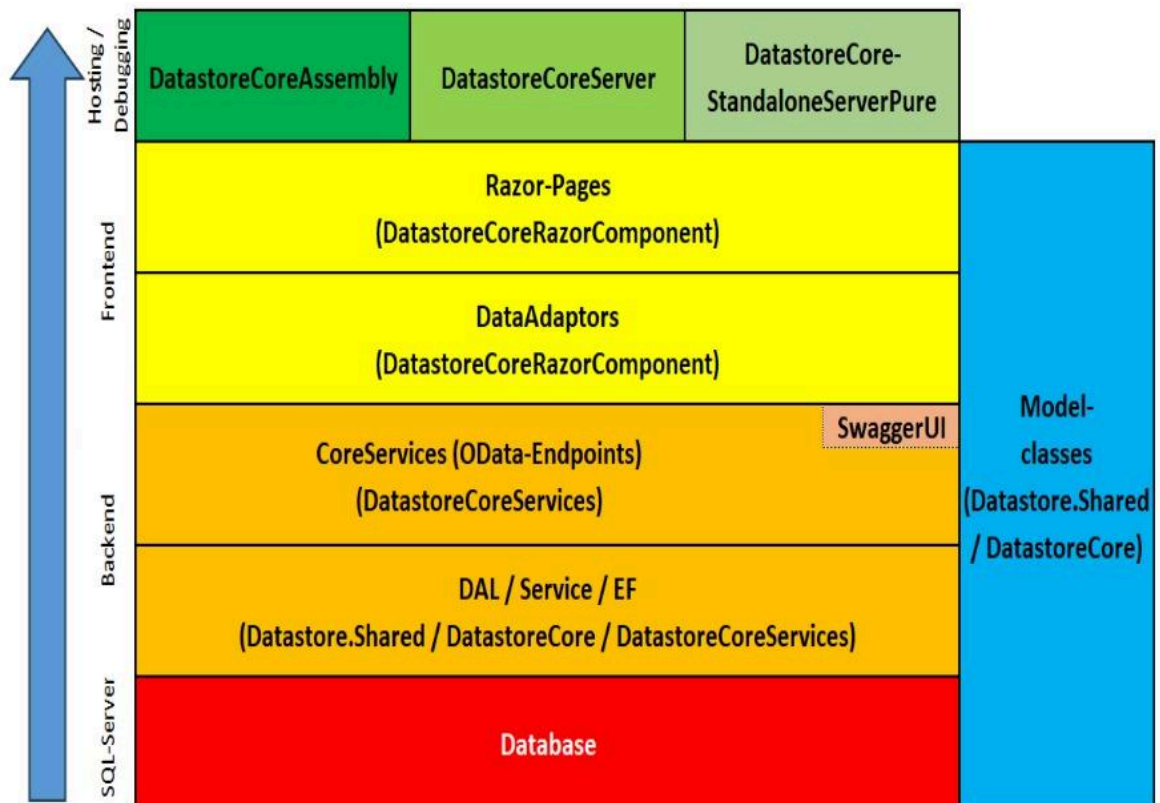 Hosting /
Debugging
DatastoreCoreAssembly
DatastoreCoreServer
DatastoreCore-
StandaloneServerPure
Frontend
Razor-Pages
(DatastoreCoreRazorComponent)
DataAdaptors
(DatastoreCoreRazorComponent)
Backend
CoreServices (OData-Endpoints)
(DatastoreCoreServices)
SwaggerUI
DAL / Service / EF
(Datastore.Shared / DatastoreCore / DatastoreCoreServices)
SQL-Server
Database
Model-
classes
(Datastore.Shared
/ DatastoreCore)